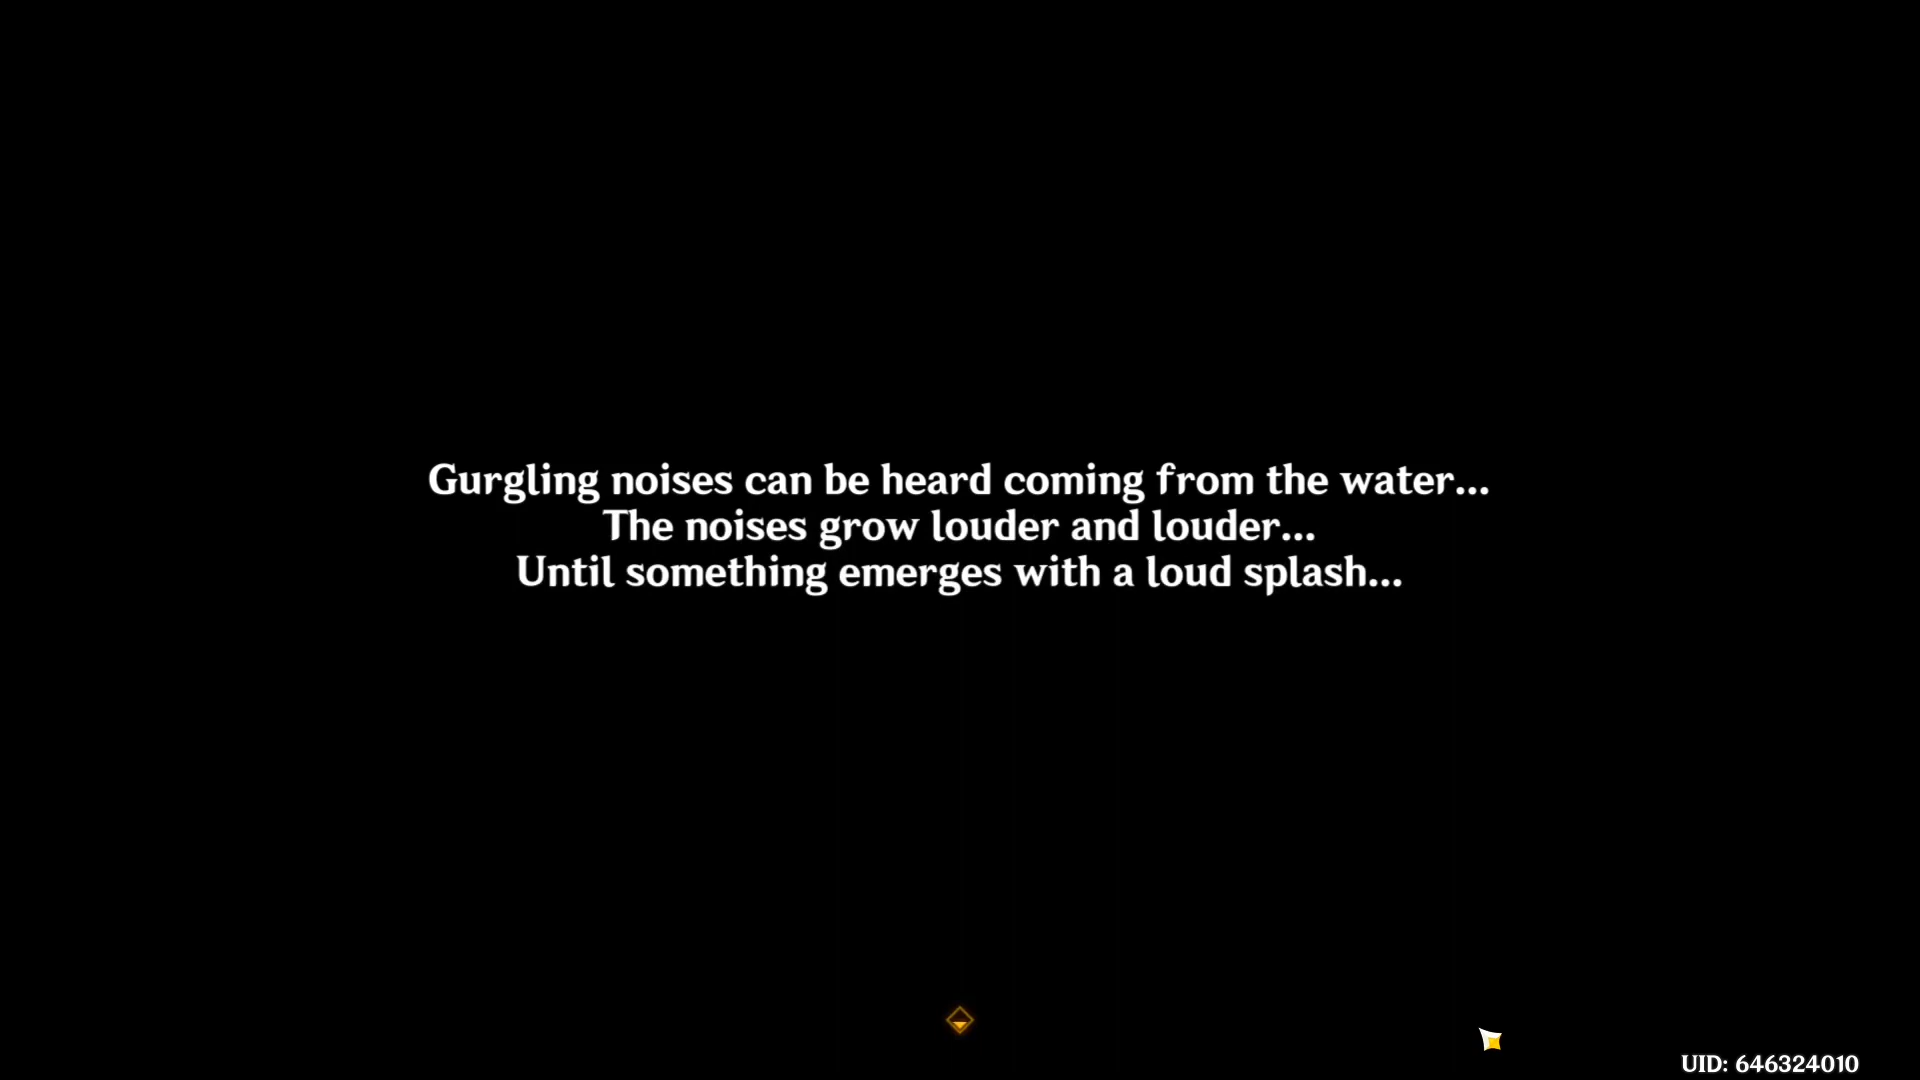 Gurgling noises can be heard coming from the water...
The noises grow louder and louder...
Until something emerges with a loud splash...
UID: 646324010